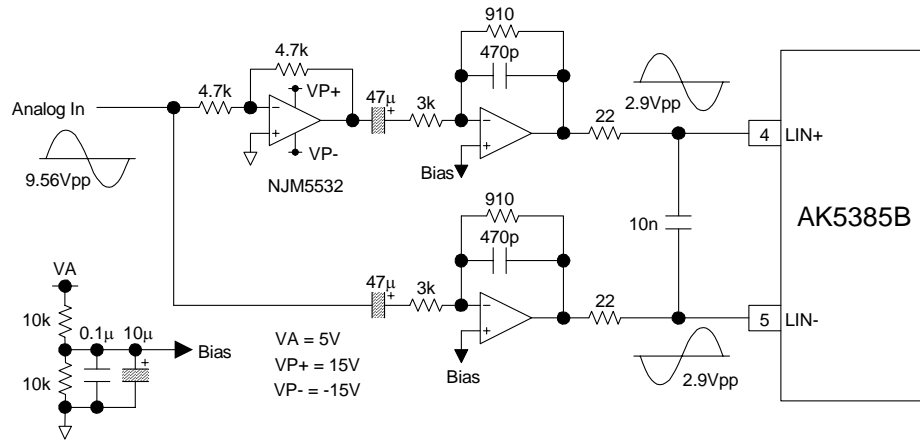 910
4.7k
470p
4.7k
VP+
47µ
+
3k
2.9Vpp
Analog In
−
+
−
+
22
4
LIN+
VP-
Bias
9.56Vpp
NJM5532
910
10n
AK5385B
470p
VA
47µ
+
3k
22
5
LIN-
10k
0.1µ
10µ
+
Bias
−
+
VA = 5V
VP+ = 15V
VP- = -15V
10k
Bias
2.9Vpp